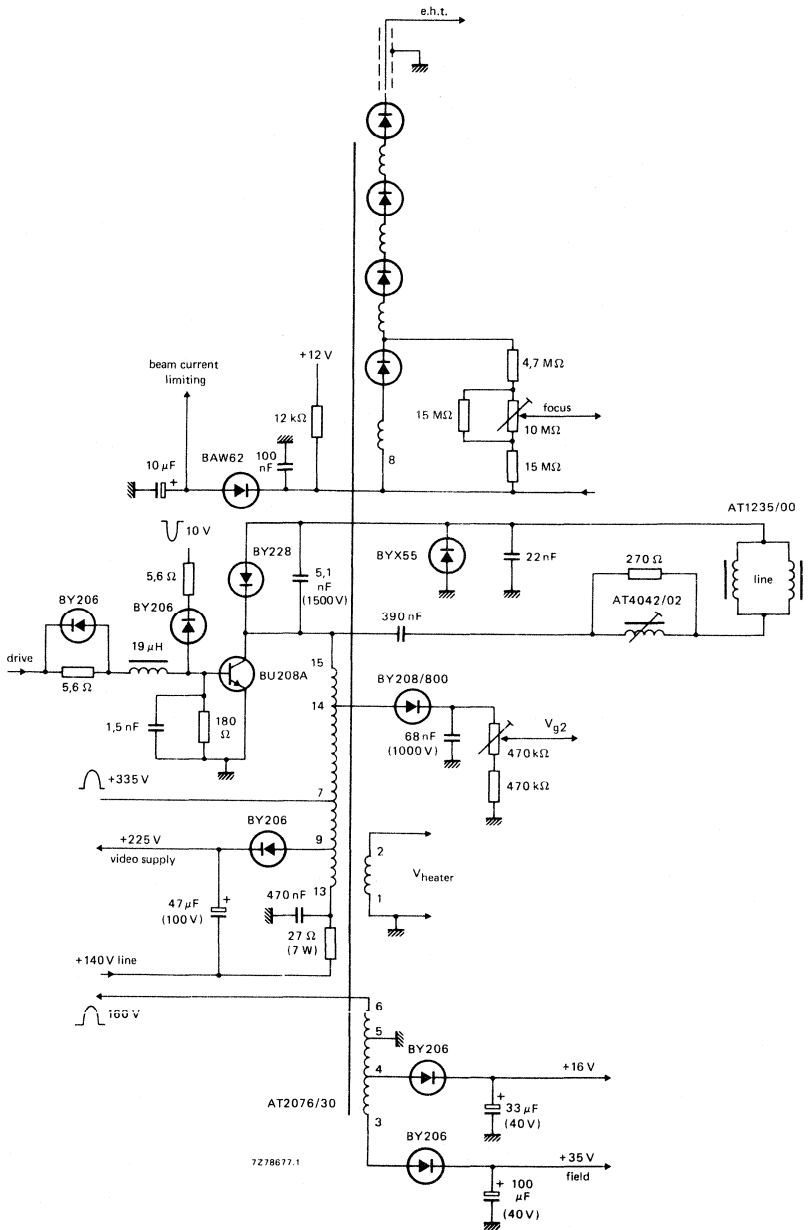 e.h.t.
beam current
limiting
+12 V
4,7 MΩ
12 kΩ
15 MΩ
focus
10 MΩ
10 µF
+
BAW62
100
nF
8
15 MΩ
AT1235/00
10 V
BY228
5,1
nF
(1500 V)
BYX55
22 nF
270 Ω
line
5,6 Ω
BY206
BY206
AT4042/02
390 nF
19 µH
drive
5,6 Ω
BU208A
15
BY208/800
14
1,5 nF
180
Ω
68 nF
(1000 V)
Vg2
470 kΩ
+335 V
7
470 kΩ
+225 V
video supply
BY206
9
2
Vheater
13
470 nF
1
+
47 µF
(100 V)
27 Ω
(7 W)
+140 V line
160 V
6
5
BY206
4
+16 V
AT2076/30
3
+
33 µF
(40 V)
BY206
7Z78677.1
+35 V
field
+
100
µF
(40 V)